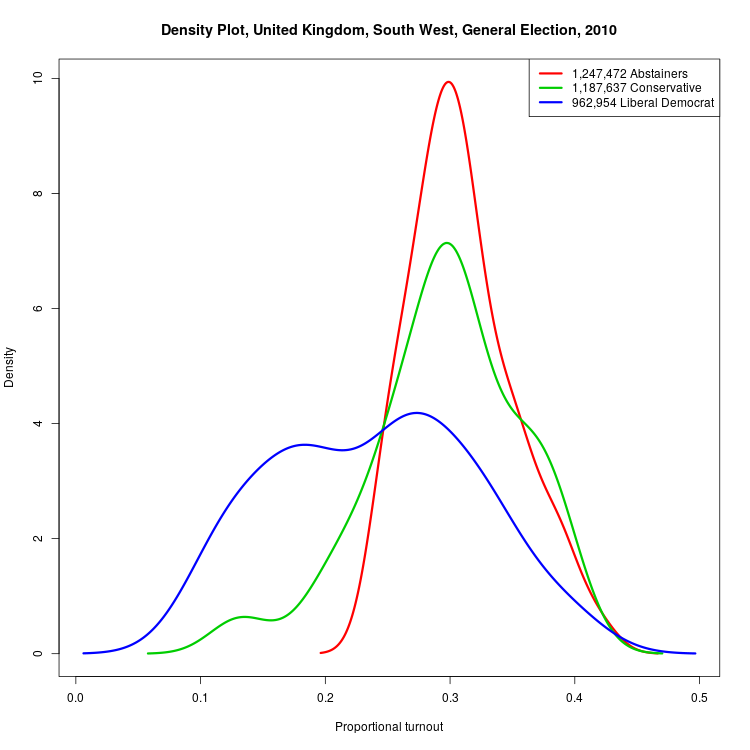 Density Plot, United Kingdom, South West, General Election, 2010
1,247,472 Abstainers
1,187,637 Conservative
962,954 Liberal Democrat
10
8
6
4
2
0
Density
0.0 0.1 0.2 0.3 0.4 0.5
Proportional turnout